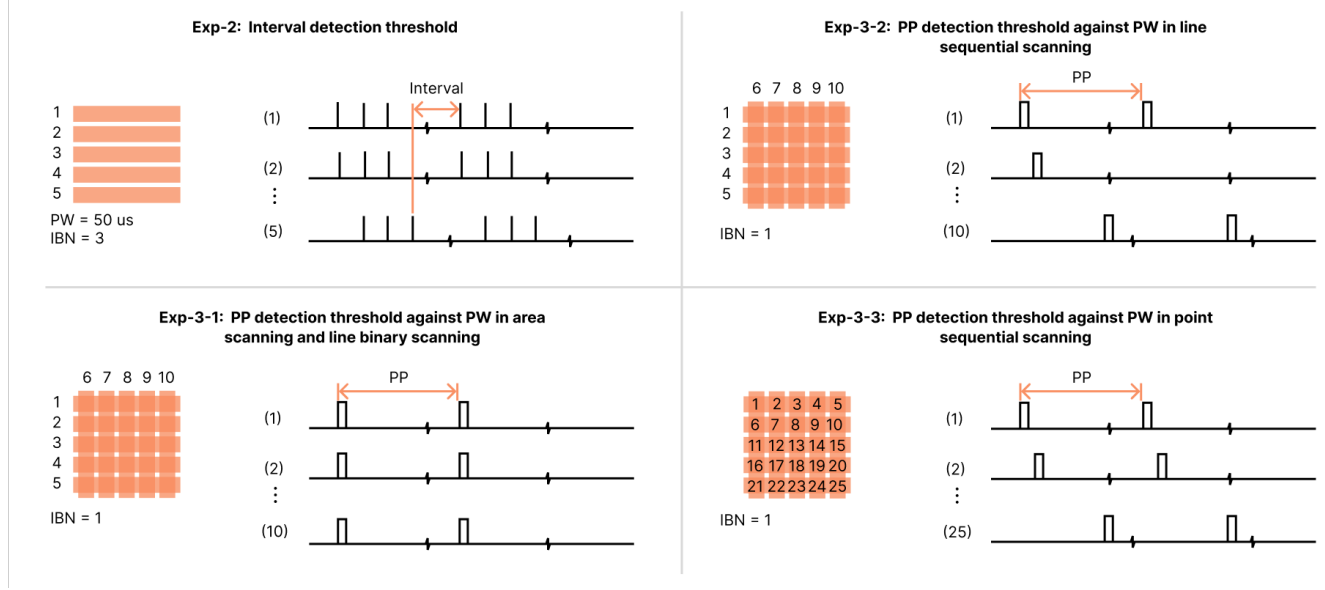 Exp-2: Interval detection threshold
1
2
3
4
5
PW = 50 us
IBN = 3
Interval
(1)
(2)
⋮
(5)
Exp-3-2: PP detection threshold against PW in line
sequential scanning
6 7 8 9 10
1
2
3
4
5
IBN = 1
PP
(1)
(2)
⋮
(10)
Exp-3-1: PP detection threshold against PW in area
scanning and line binary scanning
6 7 8 9 10
1
2
3
4
5
IBN = 1
PP
(1)
(2)
⋮
(10)
Exp-3-3: PP detection threshold against PW in point
sequential scanning
1 2 3 4 5
6 7 8 9 10
11 12 13 14 15
16 17 18 19 20
21 22 23 24 25
IBN = 1
PP
(1)
(2)
⋮
(25)